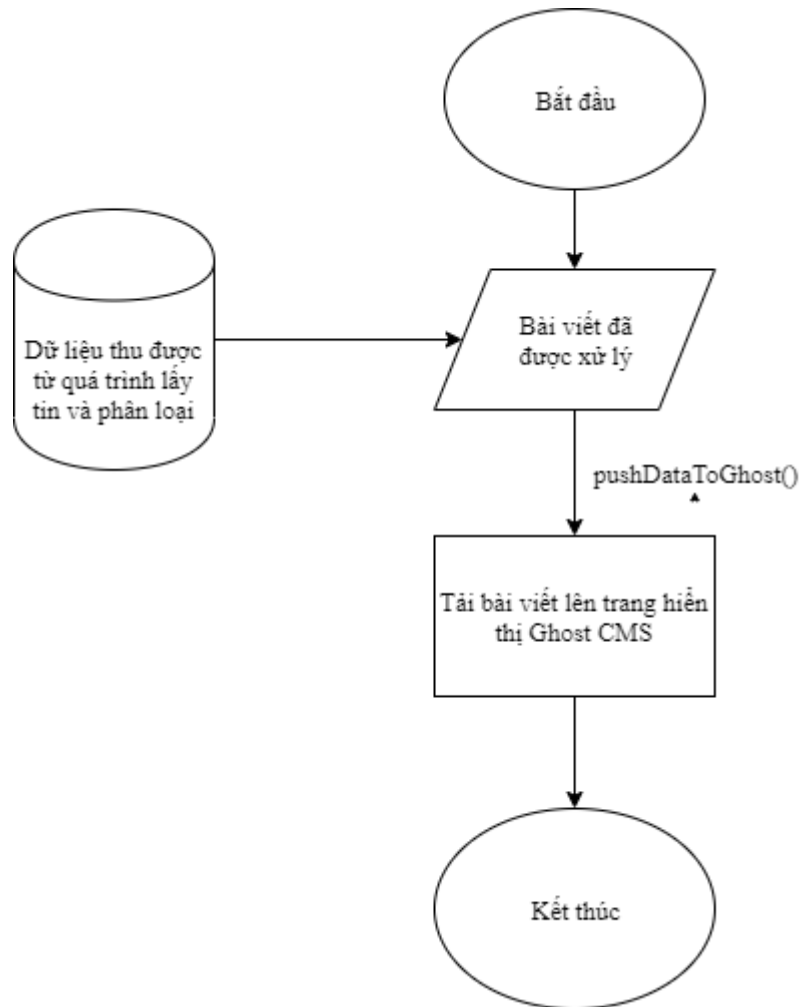 Bắt đầu
Dữ liệu thu được
từ quá trình lấy
tin và phân loại
Bài viết đã
được xử lý
pushDataToGhost()
Tải bài viết lên trang hiển
thị Ghost CMS
Kết thúc